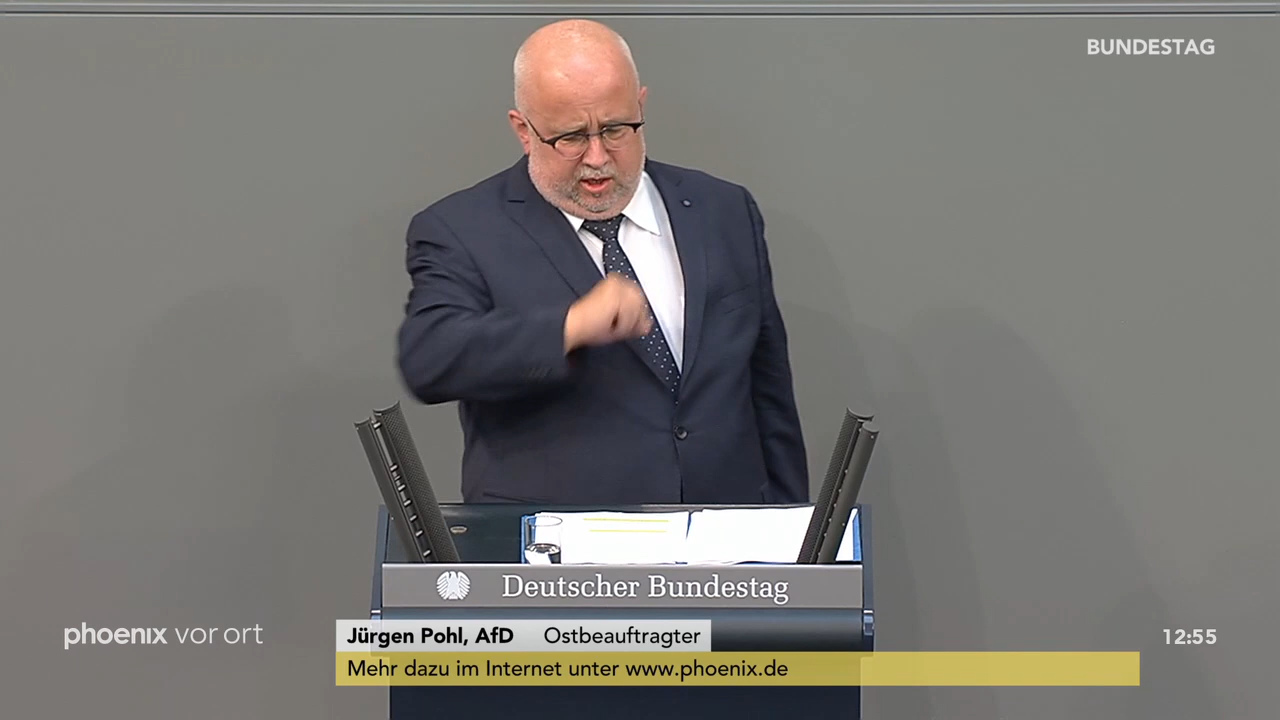 BUNDESTAG
Deutscher Bundestag
phoenix vor ort
Jürgen Pohl, AfD Ostbeauftragter
12:55
Mehr dazu im Internet unter www.phoenix.de